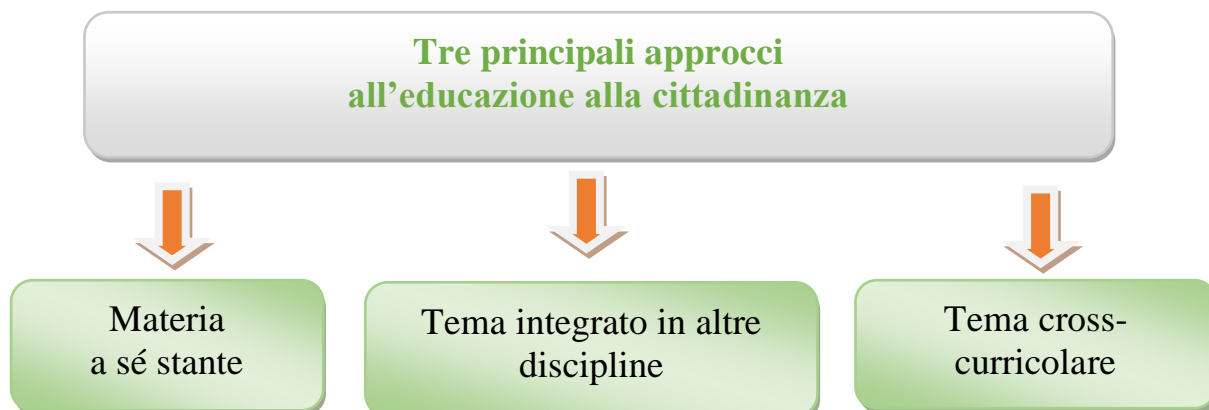 Tre principali approcci
all’educazione alla cittadinanza
Materia
a sé stante
Tema integrato in altre
discipline
Tema cross-
curricolare